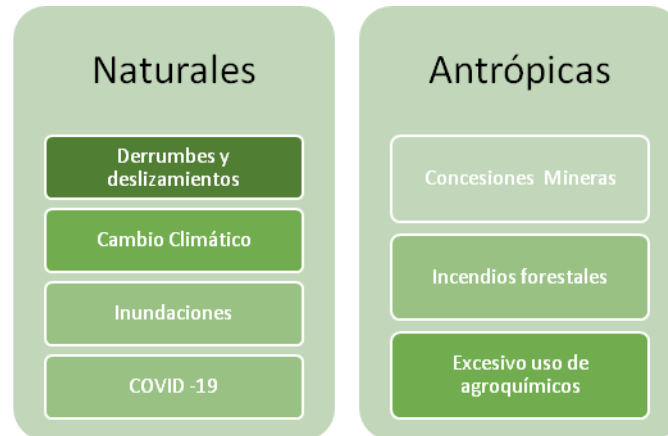 Naturales
Derrumbes y
deslizamientos
Cambio Climático
Inundaciones
COVID -19
Antrópicas
Concesiones Mineras
Incendios forestales
Excesivo uso de
agroquímicos